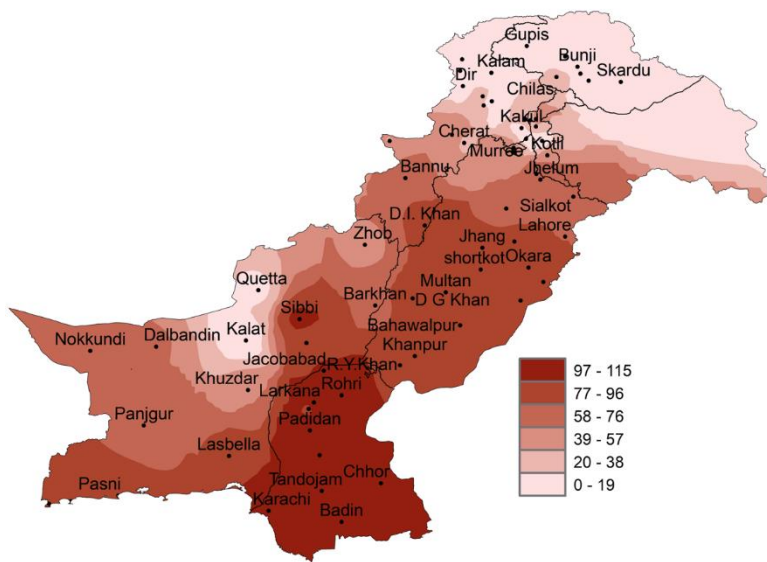 Gupis
Bunji
Kalam
Dir
Skardu
Chilas
Kakul
Cherat
Murree
Kotli
Bannu
Jhelum
Sialkot
D.I. Khan
Lahore
Zhob
Jhang
shortkot
Okara
Quetta
Multan
Barkhan
D G Khan
Sibbi
Bahawalpur
Nokkundi
Dalbandin
Kalat
Jacobabad
Khanpur
R.Y.Khan
Khuzdar
Rohri
Larkana
Panjgur
Padidan
Lasbella
Pasni
Tandojam
Chhor
Karachi
Badin
97 - 115
77 - 96
58 - 76
39 - 57
20 - 38
0 - 19